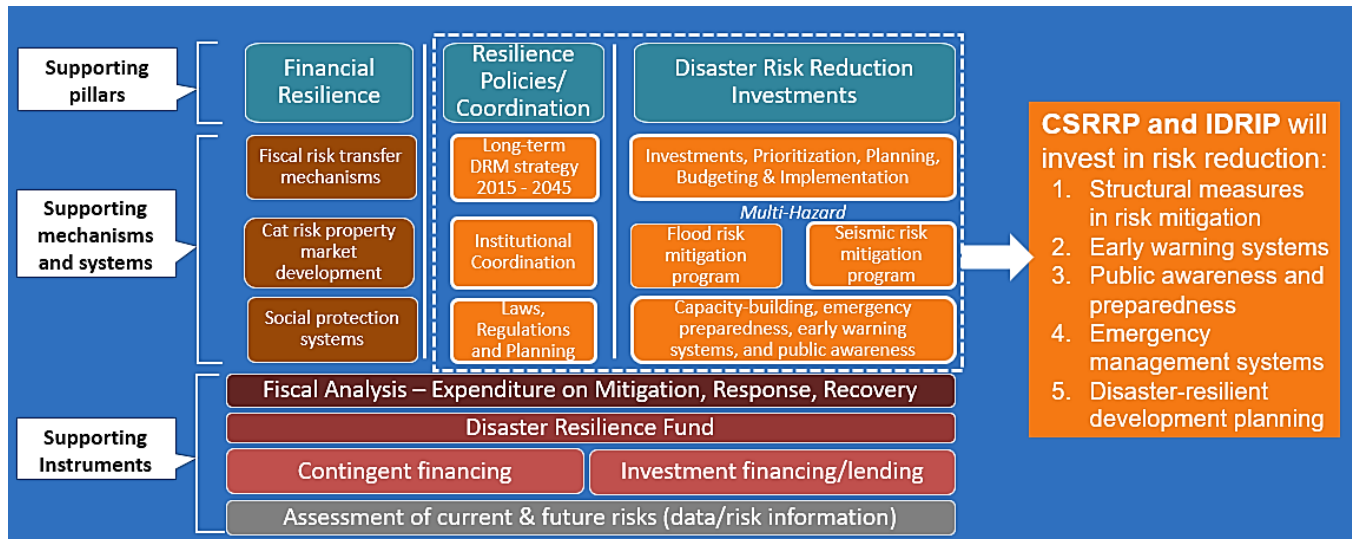 Supporting
pillars
Financial
Resilience
Resilience
Policies/
Coordination
Disaster Risk Reduction
Investments
Supporting
mechanisms
and systems
Fiscal risk transfer
mechanisms
Long-term
DRM strategy
2015 - 2045
Investments, Prioritization, Planning,
Budgeting & Implementation
Multi-Hazard
Cat risk property
market
development
Institutional
Coordination
Flood risk
mitigation
program
Seismic risk
mitigation
program
Social protection
systems
Laws,
Regulations
and Planning
Capacity-building, emergency
preparedness, early warning
systems, and public awareness
Supporting
Instruments
Fiscal Analysis – Expenditure on Mitigation, Response, Recovery
Disaster Resilience Fund
Contingent financing
Investment financing/lending
Assessment of current & future risks (data/risk information)
CSRRP and IDRIP will
invest in risk reduction:
1. Structural measures
in risk mitigation
2. Early warning systems
3. Public awareness and
preparedness
4. Emergency
management systems
5. Disaster-resilient
development planning